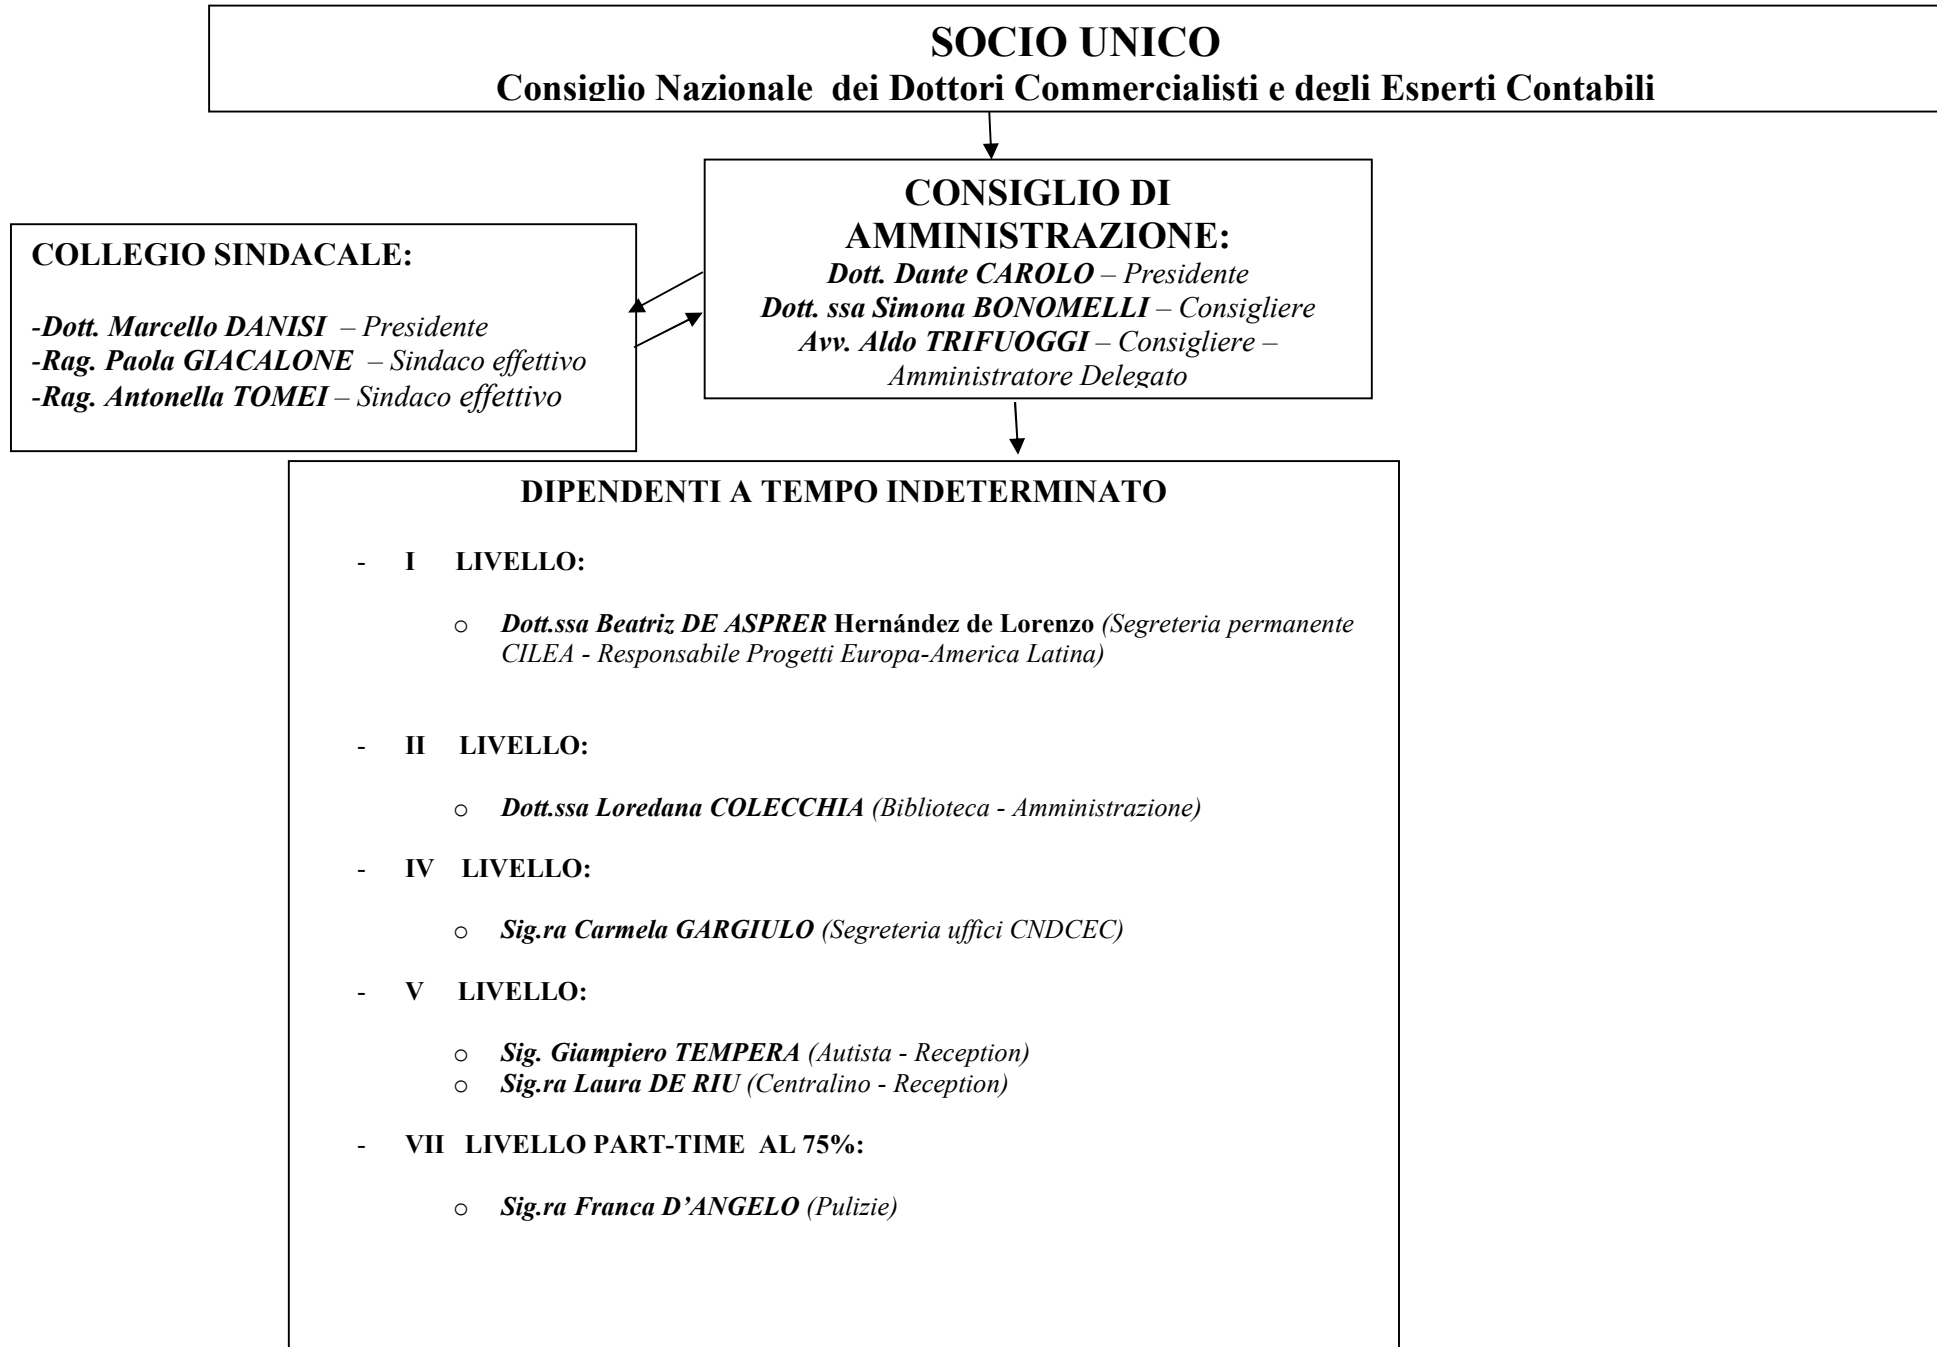 SOCIO UNICO
Consiglio Nazionale dei Dottori Commercialisti e degli Esperti Contabili
CONSIGLIO DI
AMMINISTRAZIONE:
Dott. Dante CAROLO – Presidente
Dott. ssa Simona BONOMELLI – Consigliere
Avv. Aldo TRIFUOGGI – Consigliere –
Amministratore Delegato
COLLEGIO SINDACALE:
-Dott. Marcello DANISI – Presidente
-Rag. Paola GIACALONE – Sindaco effettivo
-Rag. Antonella TOMEI – Sindaco effettivo
DIPENDENTI A TEMPO INDETERMINATO
- I LIVELLO:
o Dott.ssa Beatriz DE ASPRER Hernández de Lorenzo (Segreteria permanente
CILEA - Responsabile Progetti Europa-America Latina)
- II LIVELLO:
o Dott.ssa Loredana COLECCHIA (Biblioteca - Amministrazione)
- IV LIVELLO:
o Sig.ra Carmela GARGIULO (Segreteria uffici CNDCEC)
- V LIVELLO:
o Sig. Giampiero TEMPERA (Autista - Reception)
o Sig.ra Laura DE RIU (Centralino - Reception)
- VII LIVELLO PART-TIME AL 75%:
o Sig.ra Franca D’ANGELO (Pulizie)